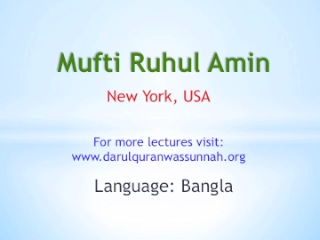 Mufti Ruhul Amin
New York, USA
For more lectures visit:
www.darulquranwassunnah.org
Language: Bangla